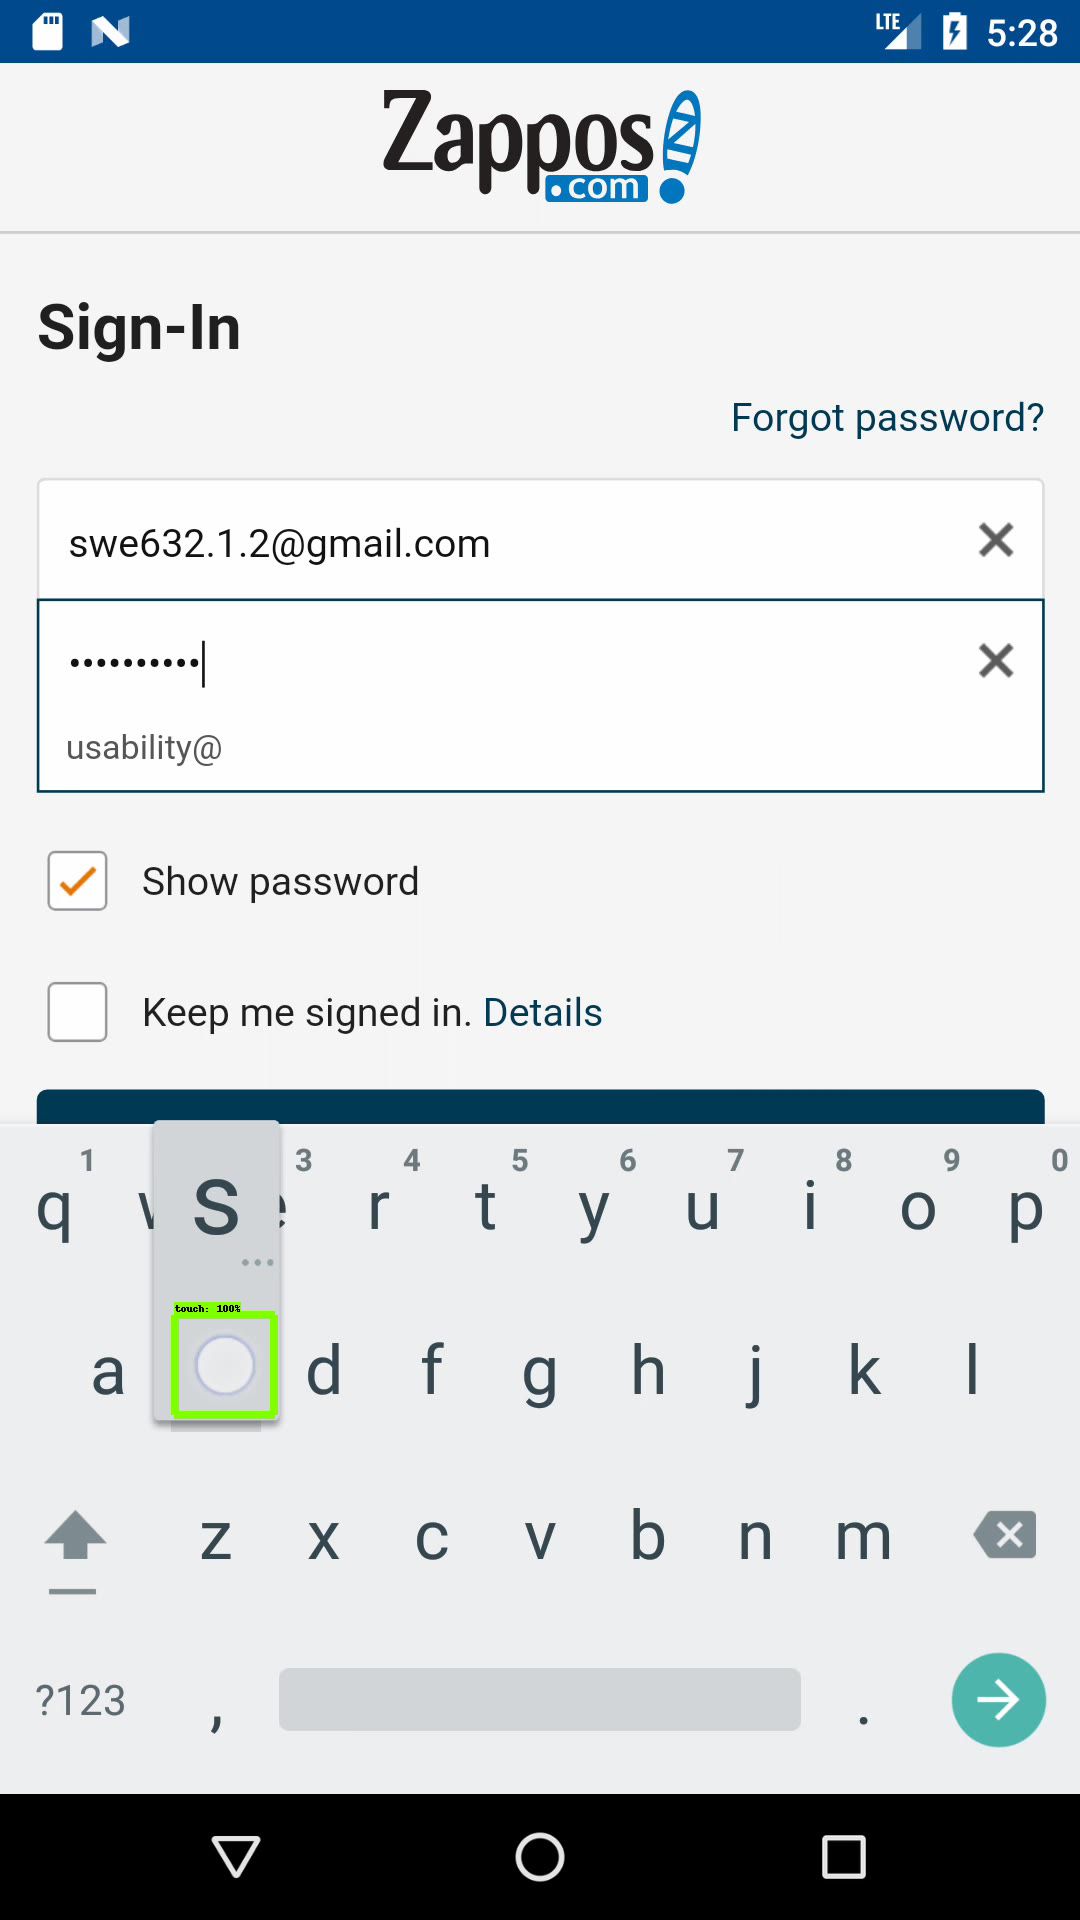 LTE 5:28
Zappos
.com
Sign-In
Forgot password?
swe632.1.2@gmail.com
••••••••••
usability@
Show password
Keep me signed in. Details
1 3 4 5 6 7 8 9 0
q w s e r t y u i o p
...
touch: 100%
a d f g h j k l
z x c v b n m
?123 , .